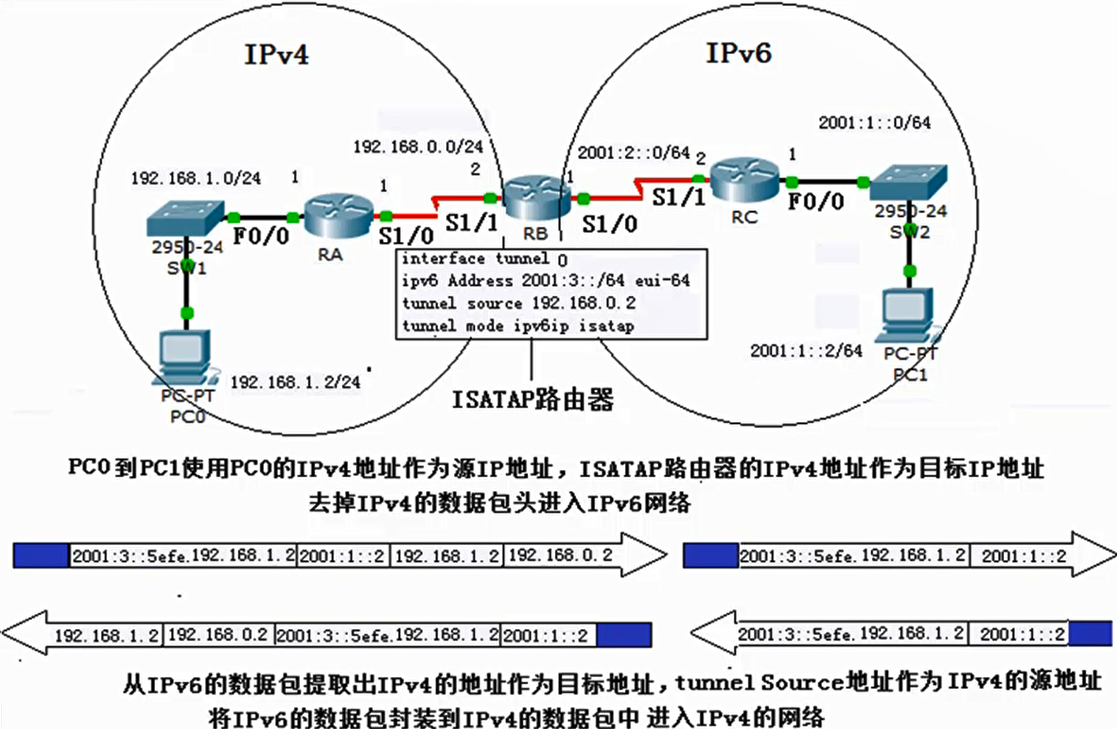 IPv4
IPv6
2001:1::0/64
192.168.0.0/24
2001:2::0/64
2
1
192.168.1.0/24
1
1
2
1
S1/1
F0/0
RC
2950-24
SW2
F0/0
RA
S1/0
S1/1
RB
S1/0
2950-24
SW1
interface tunnel 0
ipv6 Address 2001:3::/64 eui-64
tunnel source 192.168.0.2
tunnel mode ipv6ip isatap
2001:1::2/64
PC-PT
PC1
192.168.1.2/24
PC-PT
PC0
ISATAP路由器
PC0到PC1使用PC0的IPv4地址作为源IP地址，ISATAP路由器的IPv4地址作为目标IP地址
去掉IPv4的数据包头进入IPv6网络
2001:3::5efe.192.168.1.2 2001:1::2 192.168.1.2 192.168.0.2
2001:3::5efe.192.168.1.2 2001:1::2
192.168.1.2 192.168.0.2 2001:3::5efe.192.168.1.2 2001:1::2
2001:3::5efe.192.168.1.2 2001:1::2
从IPv6的数据包提取出IPv4的地址作为目标地址，tunnel Source地址作为IPv4的源地址
将IPv6的数据包封装到IPv4的数据包中 进入IPv4的网络